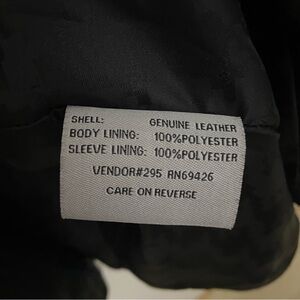 SHELL: GENUINE LEATHER
BODY LINING: 100%POLYESTER
SLEEVE LINING: 100%POLYESTER
VENDOR#295 RN69426
CARE ON REVERSE